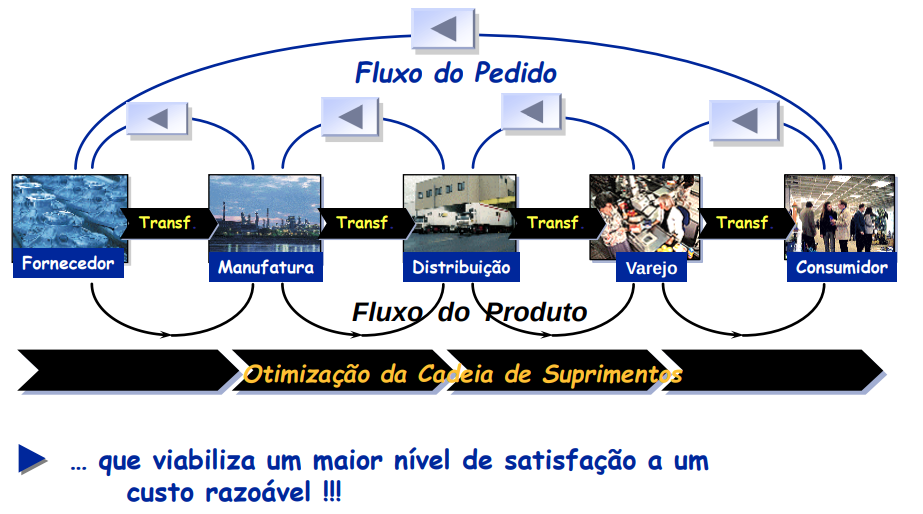 Fluxo do Pedido
Transf.
Transf.
Transf.
Transf.
Fornecedor
Manufatura
Distribuição
Varejo
Consumidor
Fluxo do Produto
Otimização da Cadeia de Suprimentos
… que viabiliza um maior nível de satisfação a um
custo razoável !!!